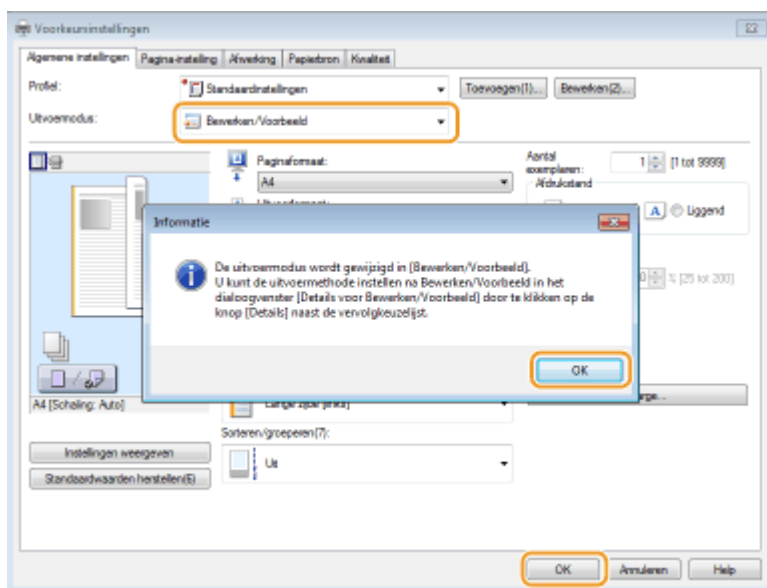 Voorkeursinstellingen
Algemene instellingen Pagina-instelling Afwerking Papierbron Kwaliteit
Profiel: Standaardinstellingen Toevoegen(1)... Bewerken(2)...
Uitvoermodus: Bewerken/Voorbeeld
Paginaformaat: Aantal exemplaren: 1 [1 tot 9999]
A4 Afdrukstand
A Liggend
Informatie
De uitvoermodus wordt gewijzigd in [Bewerken/Voorbeeld].
U kunt de uitvoermethode instellen na Bewerken/Voorbeeld in het
dialoogvenster [Details voor Bewerken/Voorbeeld] door te klikken op de
knop [Details] naast de vervolgkeuzelijst.
% [25 tot 200]
OK
A4 [Schaling: Auto]
Sorteren/groeperen(7):
Instellingen weergeven Uit
Standaardwaarden herstellen(6)
OK Annuleren Help